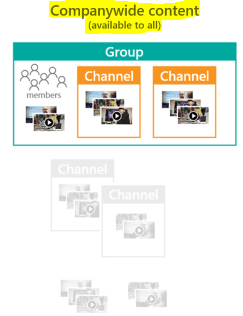 Companywide content
(available to all)
Group
members
Channel
Channel
Channel
Channel